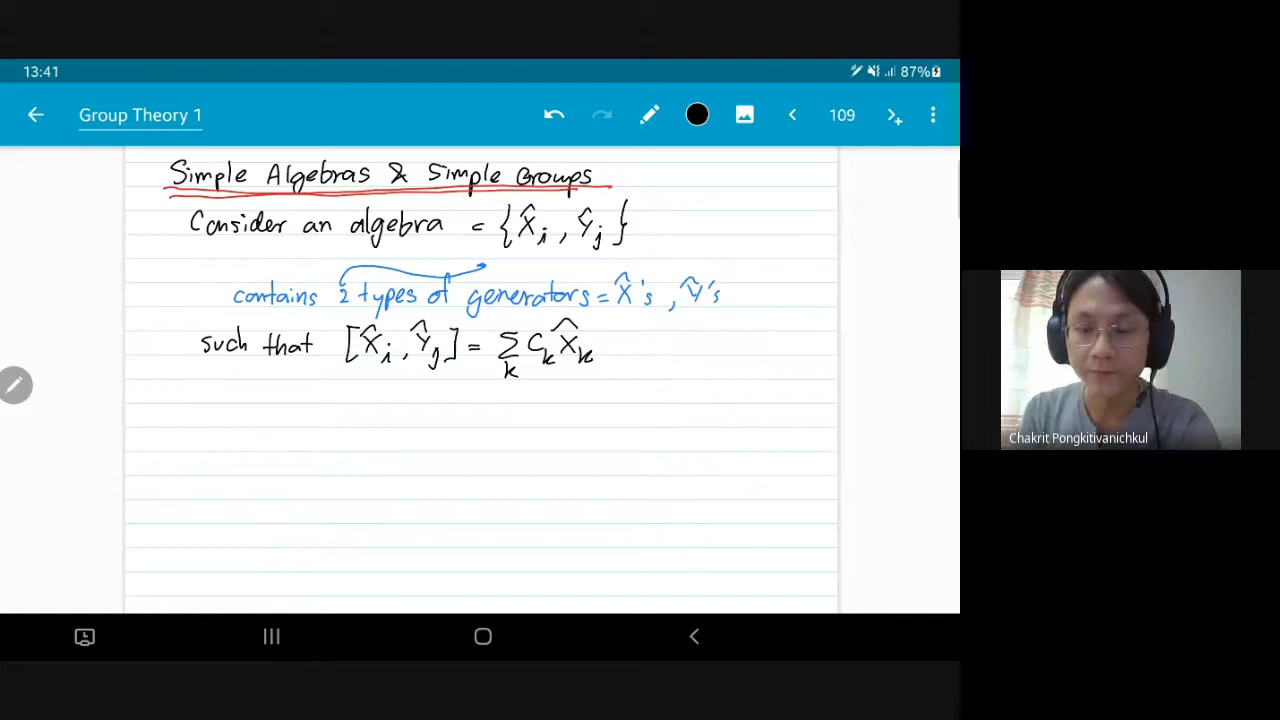 13:41
87%
Group Theory 1
109
Simple Algebras & Simple Groups
Consider an algebra = {X̂ᵢ, Ŷⱼ}
contains 2 types of generators = X̂'s, Ŷ's
such that [X̂ᵢ, Ŷⱼ] = Σₖ Cₖ X̂ₖ
Chakrit Pongkitivanichkul